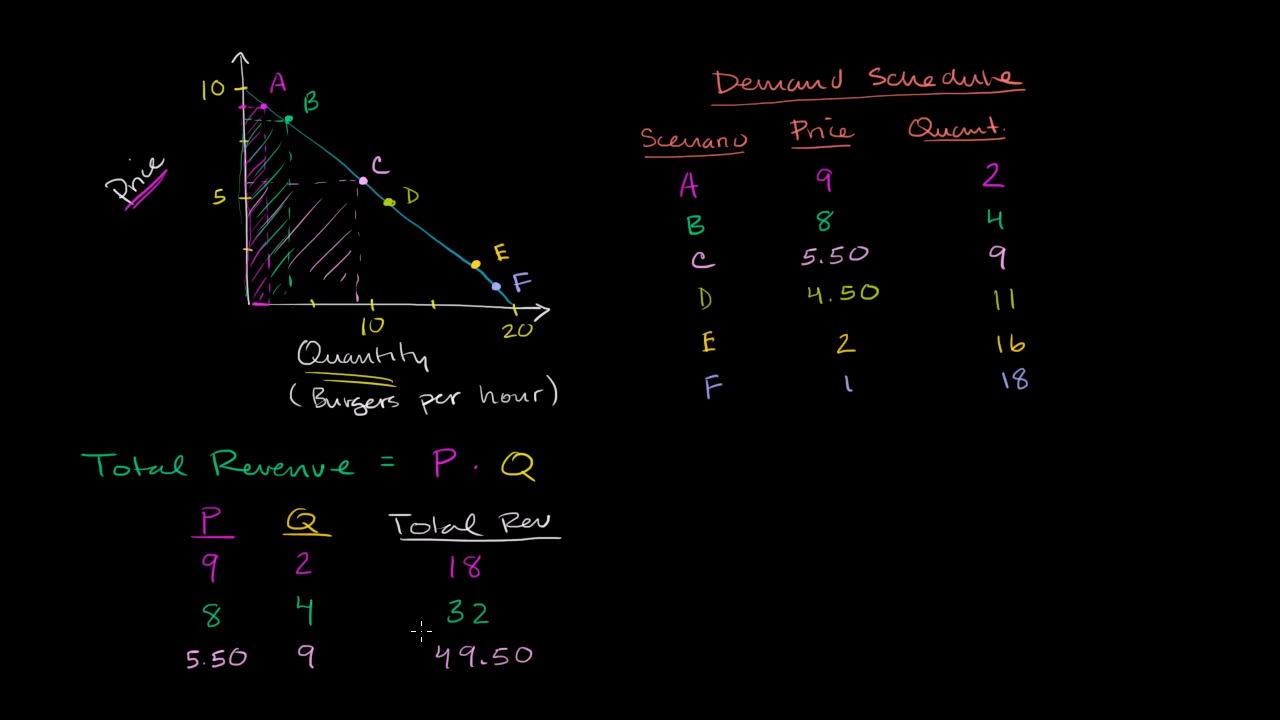 10
A
B
Price
C
5
D
E
F
10
20
Quantity
(Burgers per hour)
Demand Schedule
Scenario Price Quant.
A 9 2
B 8 4
C 5.50 9
D 4.50 11
E 2 16
F 1 18
Total Revenue = P · Q
P Q Total Rev
9 2 18
8 4 32
5.50 9 49.50